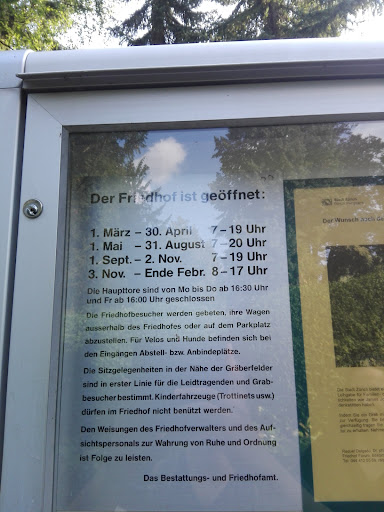 Der Friedhof ist geöffnet:
1. März – 30. April 7 – 19 Uhr
1. Mai – 31. August 7 – 20 Uhr
1. Sept. – 2. Nov. 7 – 19 Uhr
3. Nov. – Ende Febr. 8 – 17 Uhr
Die Haupttore sind von Mo bis Do ab 16:30 Uhr
und Fr ab 16:00 Uhr geschlossen
Die Friedhofbesucher werden gebeten, ihre Wagen
ausserhalb des Friedhofes oder auf dem Parkplatz
abzustellen. Für Velos und Hunde befinden sich bei
den Eingängen Abstell- bzw. Anbindeplätze.
Die Sitzgelegenheiten in der Nähe der Gräberfelder
sind in erster Linie für die Leidtragenden und Grab-
besucher bestimmt. Kinderfahrzeuge (Trottinets usw.)
dürfen im Friedhof nicht benützt werden.
Den Weisungen des Friedhofverwalters und des Auf-
sichtspersonals zur Wahrung von Ruhe und Ordnung
ist Folge zu leisten.
Das Bestattungs- und Friedhofamt.
Stadt Zürich
Der Wunsch